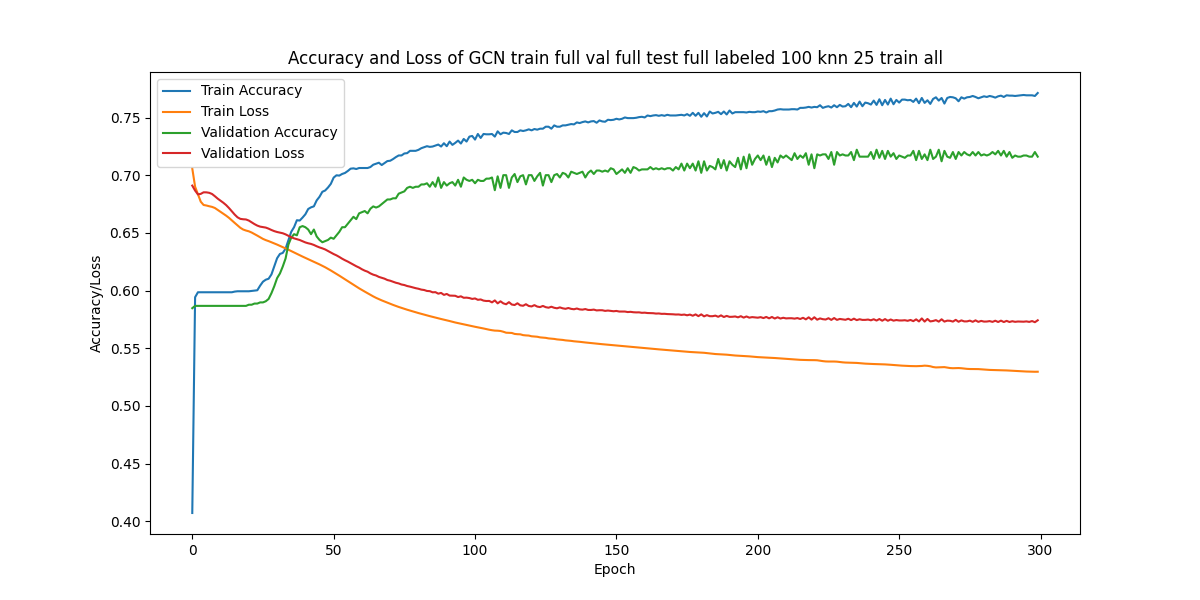 Accuracy and Loss of GCN train full val full test full labeled 100 knn 25 train all
Train Accuracy
Train Loss
Validation Accuracy
Validation Loss
Accuracy/Loss
0.75
0.70
0.65
0.60
0.55
0.50
0.45
0.40
0 50 100 150 200 250 300
Epoch